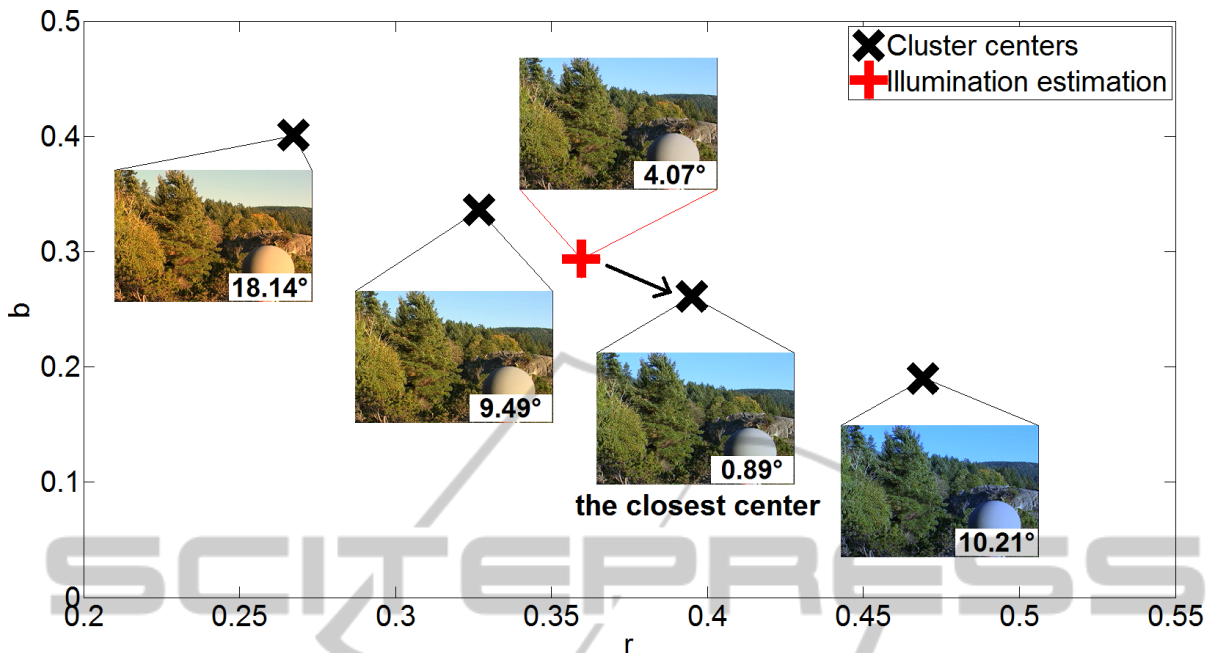 0.5
0.4
0.3
0.2
0.1
0
b
Cluster centers
Illumination estimation
4.07°
18.14°
9.49°
0.89°
the closest center
10.21°
SCITEPRESS
0.2 0.25 0.3 0.35 0.4 0.45 0.5 0.55
r